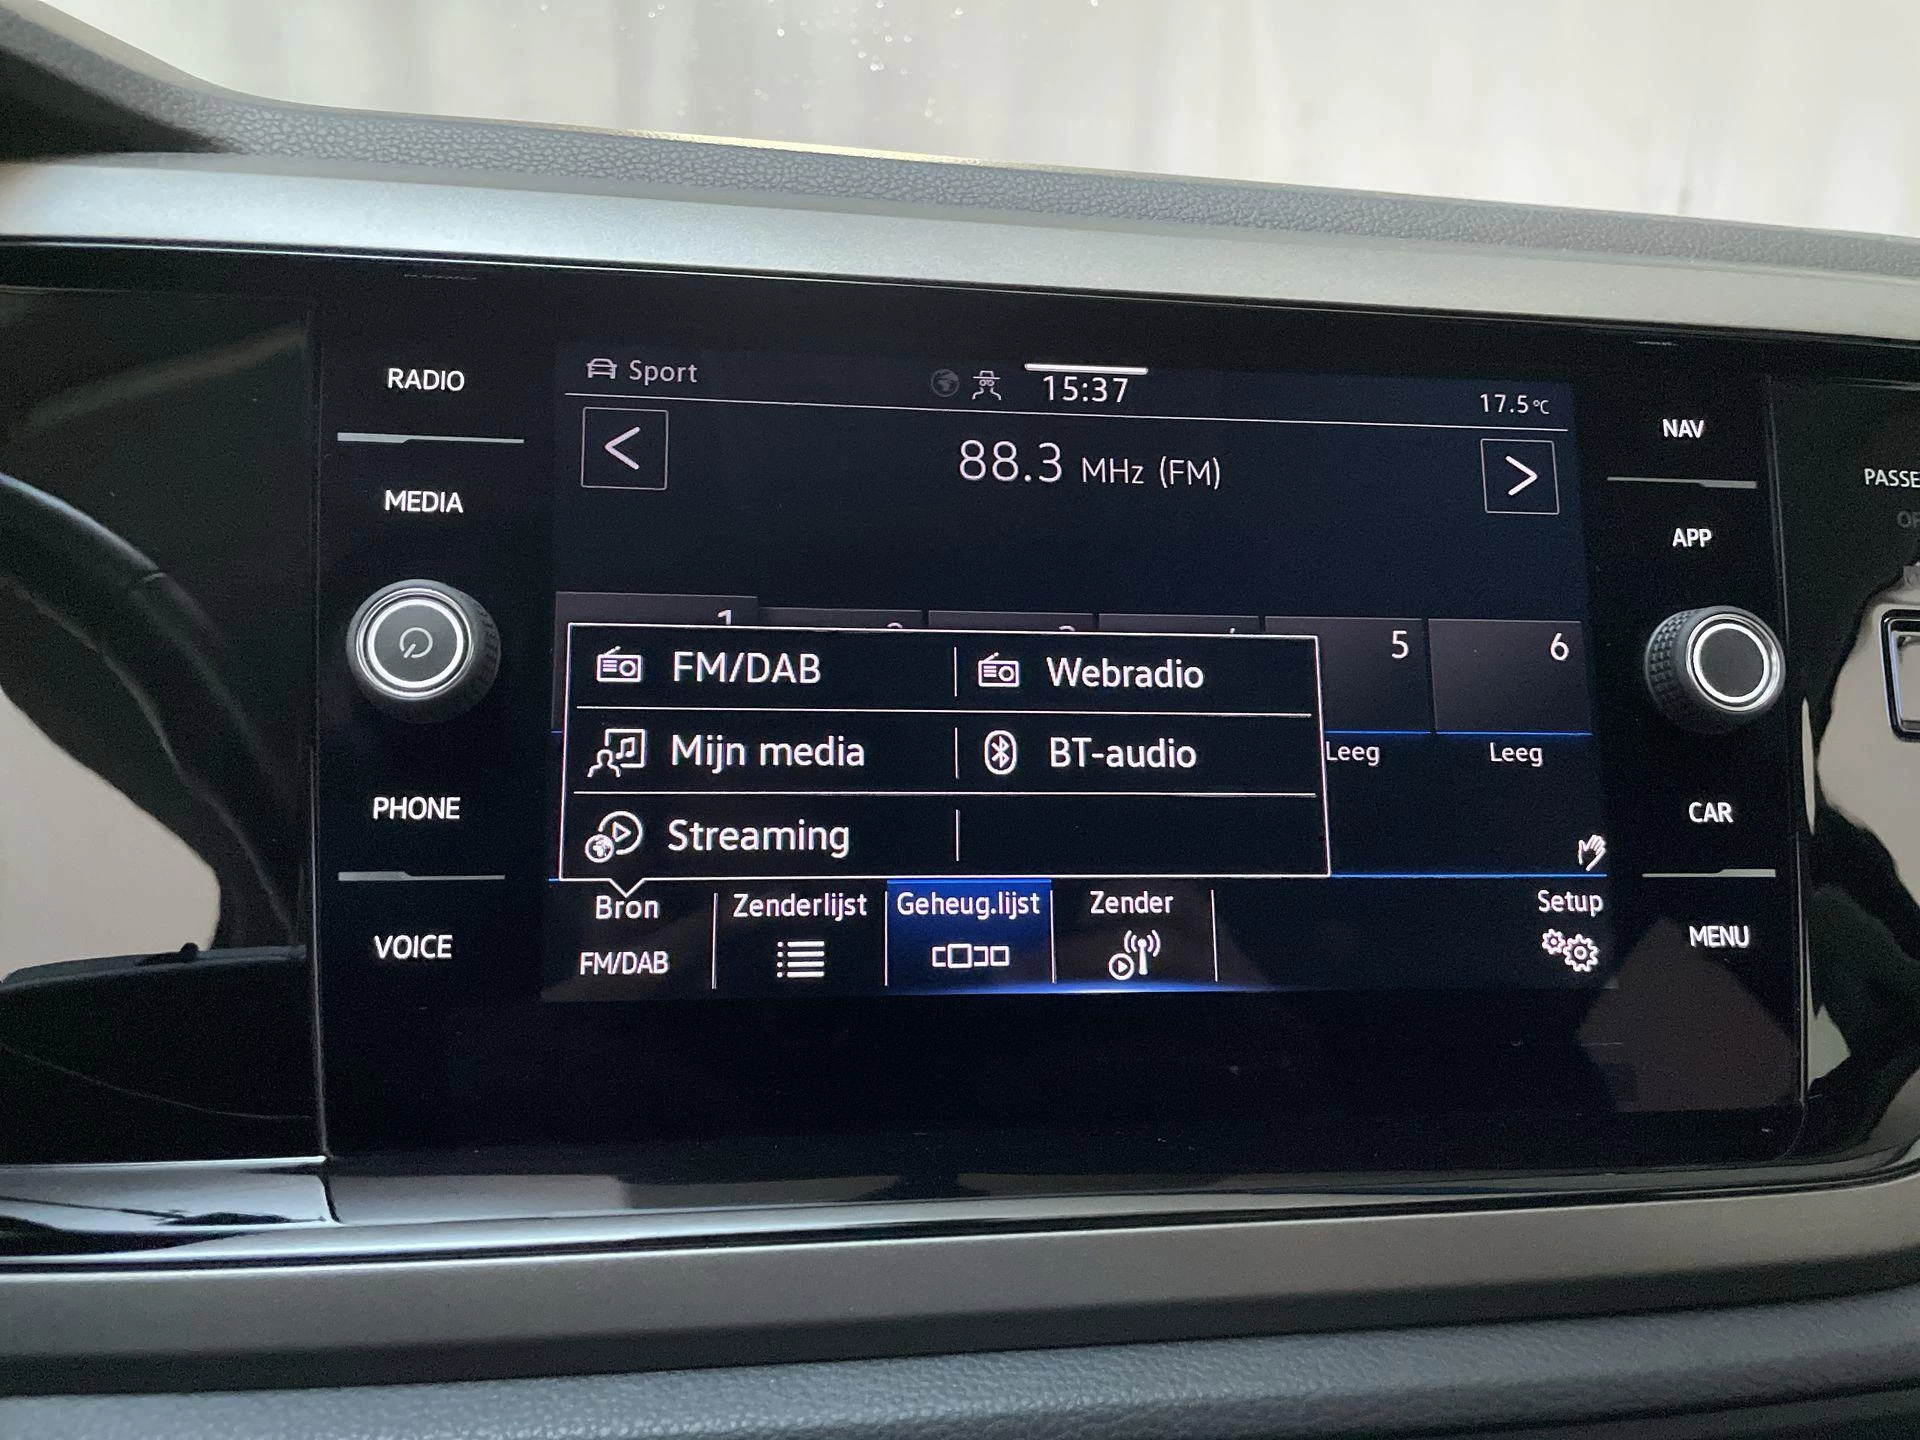 RADIO
MEDIA
PHONE
VOICE
Sport
15:37
17.5°C
<
88.3 MHz (FM)
>
1
5
6
FM/DAB
Webradio
Mijn media
BT-audio
Streaming
Leeg
Leeg
Bron
FM/DAB
Zenderlijst
Geheug.lijst
Zender
Setup
NAV
APP
CAR
MENU